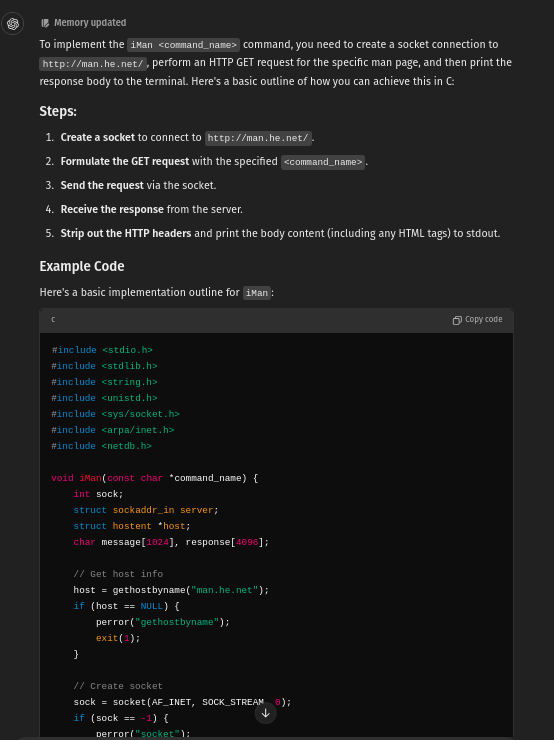 Memory updated
To implement the iMan <command_name> command, you need to create a socket connection to
http://man.he.net/, perform an HTTP GET request for the specific man page, and then print the
response body to the terminal. Here's a basic outline of how you can achieve this in C:
Steps:
1. Create a socket to connect to http://man.he.net/.
2. Formulate the GET request with the specified <command_name>.
3. Send the request via the socket.
4. Receive the response from the server.
5. Strip out the HTTP headers and print the body content (including any HTML tags) to stdout.
Example Code
Here's a basic implementation outline for iMan:
c Copy code
#include <stdio.h>
#include <stdlib.h>
#include <string.h>
#include <unistd.h>
#include <sys/socket.h>
#include <arpa/inet.h>
#include <netdb.h>
void iMan(const char *command_name) {
    int sock;
    struct sockaddr_in server;
    struct hostent *host;
    char message[1024], response[4096];
    // Get host info
    host = gethostbyname("man.he.net");
    if (host == NULL) {
        perror("gethostbyname");
        exit(1);
    }
    // Create socket
    sock = socket(AF_INET, SOCK_STREAM, 0);
    if (sock == -1) {
        perror("socket");